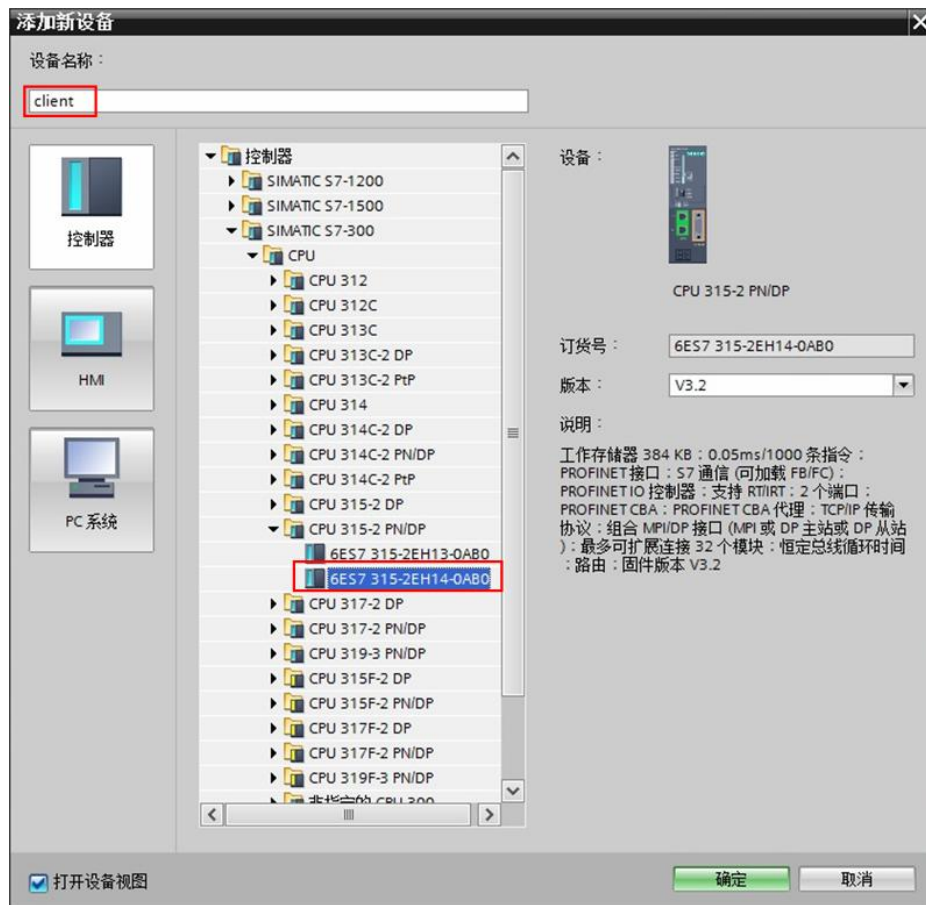 添加新设备
设备名称：
client
控制器
HMI
PC 系统
控制器
SIMATIC S7-1200
SIMATIC S7-1500
SIMATIC S7-300
CPU
CPU 312
CPU 312C
CPU 313C
CPU 313C-2 DP
CPU 313C-2 PtP
CPU 314
CPU 314C-2 DP
CPU 314C-2 PN/DP
CPU 314C-2 PtP
CPU 315-2 DP
CPU 315-2 PN/DP
6ES7 315-2EH13-0AB0
6ES7 315-2EH14-0AB0
CPU 317-2 DP
CPU 317-2 PN/DP
CPU 319-3 PN/DP
CPU 315F-2 DP
CPU 315F-2 PN/DP
CPU 317F-2 DP
CPU 317F-2 PN/DP
CPU 319F-3 PN/DP
非指定的 CPU 300
设备：
CPU 315-2 PN/DP
订货号：
6ES7 315-2EH14-0AB0
版本：
V3.2
说明：
工作存储器 384 KB；0.05ms/1000 条指令；
PROFINET 接口；S7 通信 (可加载 FB/FC)；
PROFINET IO 控制器；支持 RT/IRT；2 个端口；
PROFINET CBA；PROFINET CBA 代理；TCP/IP 传输
协议；组合 MPI/DP 接口 (MPI 或 DP 主站或 DP 从站
)；最多可扩展连接 32 个模块；恒定总线循环时间
；路由；固件版本 V3.2
打开设备视图
确定
取消